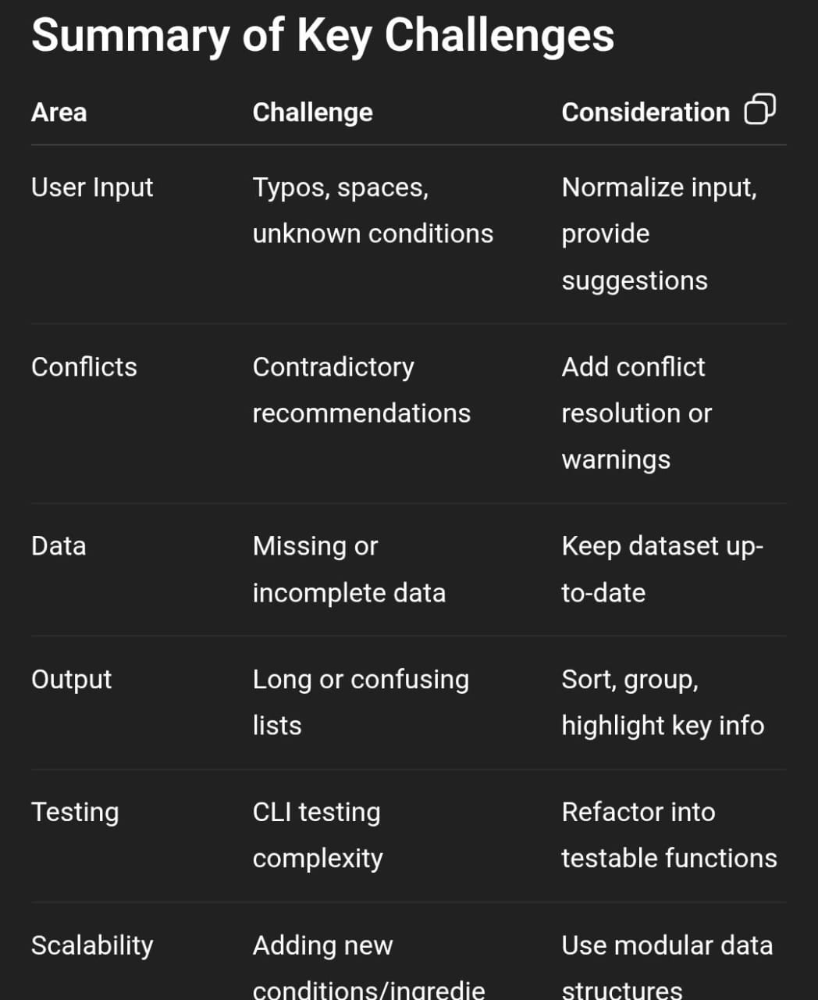 Summary of Key Challenges
Area Challenge Consideration
User Input Typos, spaces, Normalize input,
unknown conditions provide
suggestions
Conflicts Contradictory Add conflict
recommendations resolution or
warnings
Data Missing or Keep dataset up-
incomplete data to-date
Output Long or confusing Sort, group,
lists highlight key info
Testing CLI testing Refactor into
complexity testable functions
Scalability Adding new Use modular data
conditions/ingredie structures